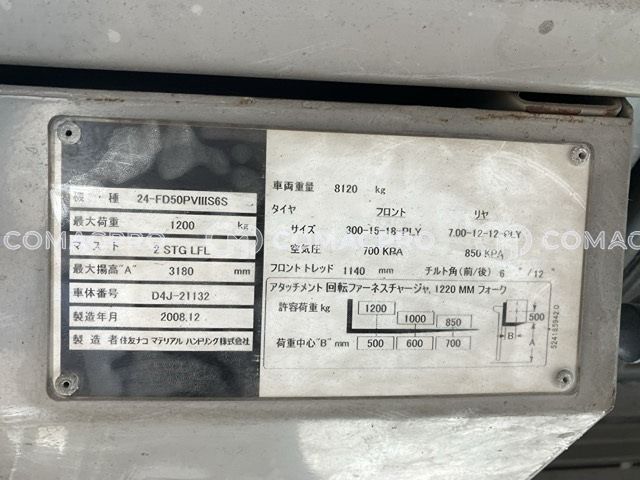 機 種 24-FD50PVIIIS6S
最大荷重 1200 kg
マスト 2 STG LFL
最大揚高"A" 3180 mm
車体番号 D4J-21132
製造年月 2008.12
製造者 住友ナコ マテリアル ハンドリング株式会社
車両重量 8120 kg
タイヤ フロント リヤ
サイズ 300-15-18-PLY 7.00-12-12-PLY
空気圧 700 KPA 850 KPA
フロントトレッド 1140 mm チルト角(前/後) 6 °/12°
アタッチメント 回転ファーネスチャージャ, 1220 MM フォーク
許容荷重 kg 1200 1000 850
荷重中心"B" mm 500 600 700
500
B
A
524185942.0
COMACPRO COMACPRO COMACPRO